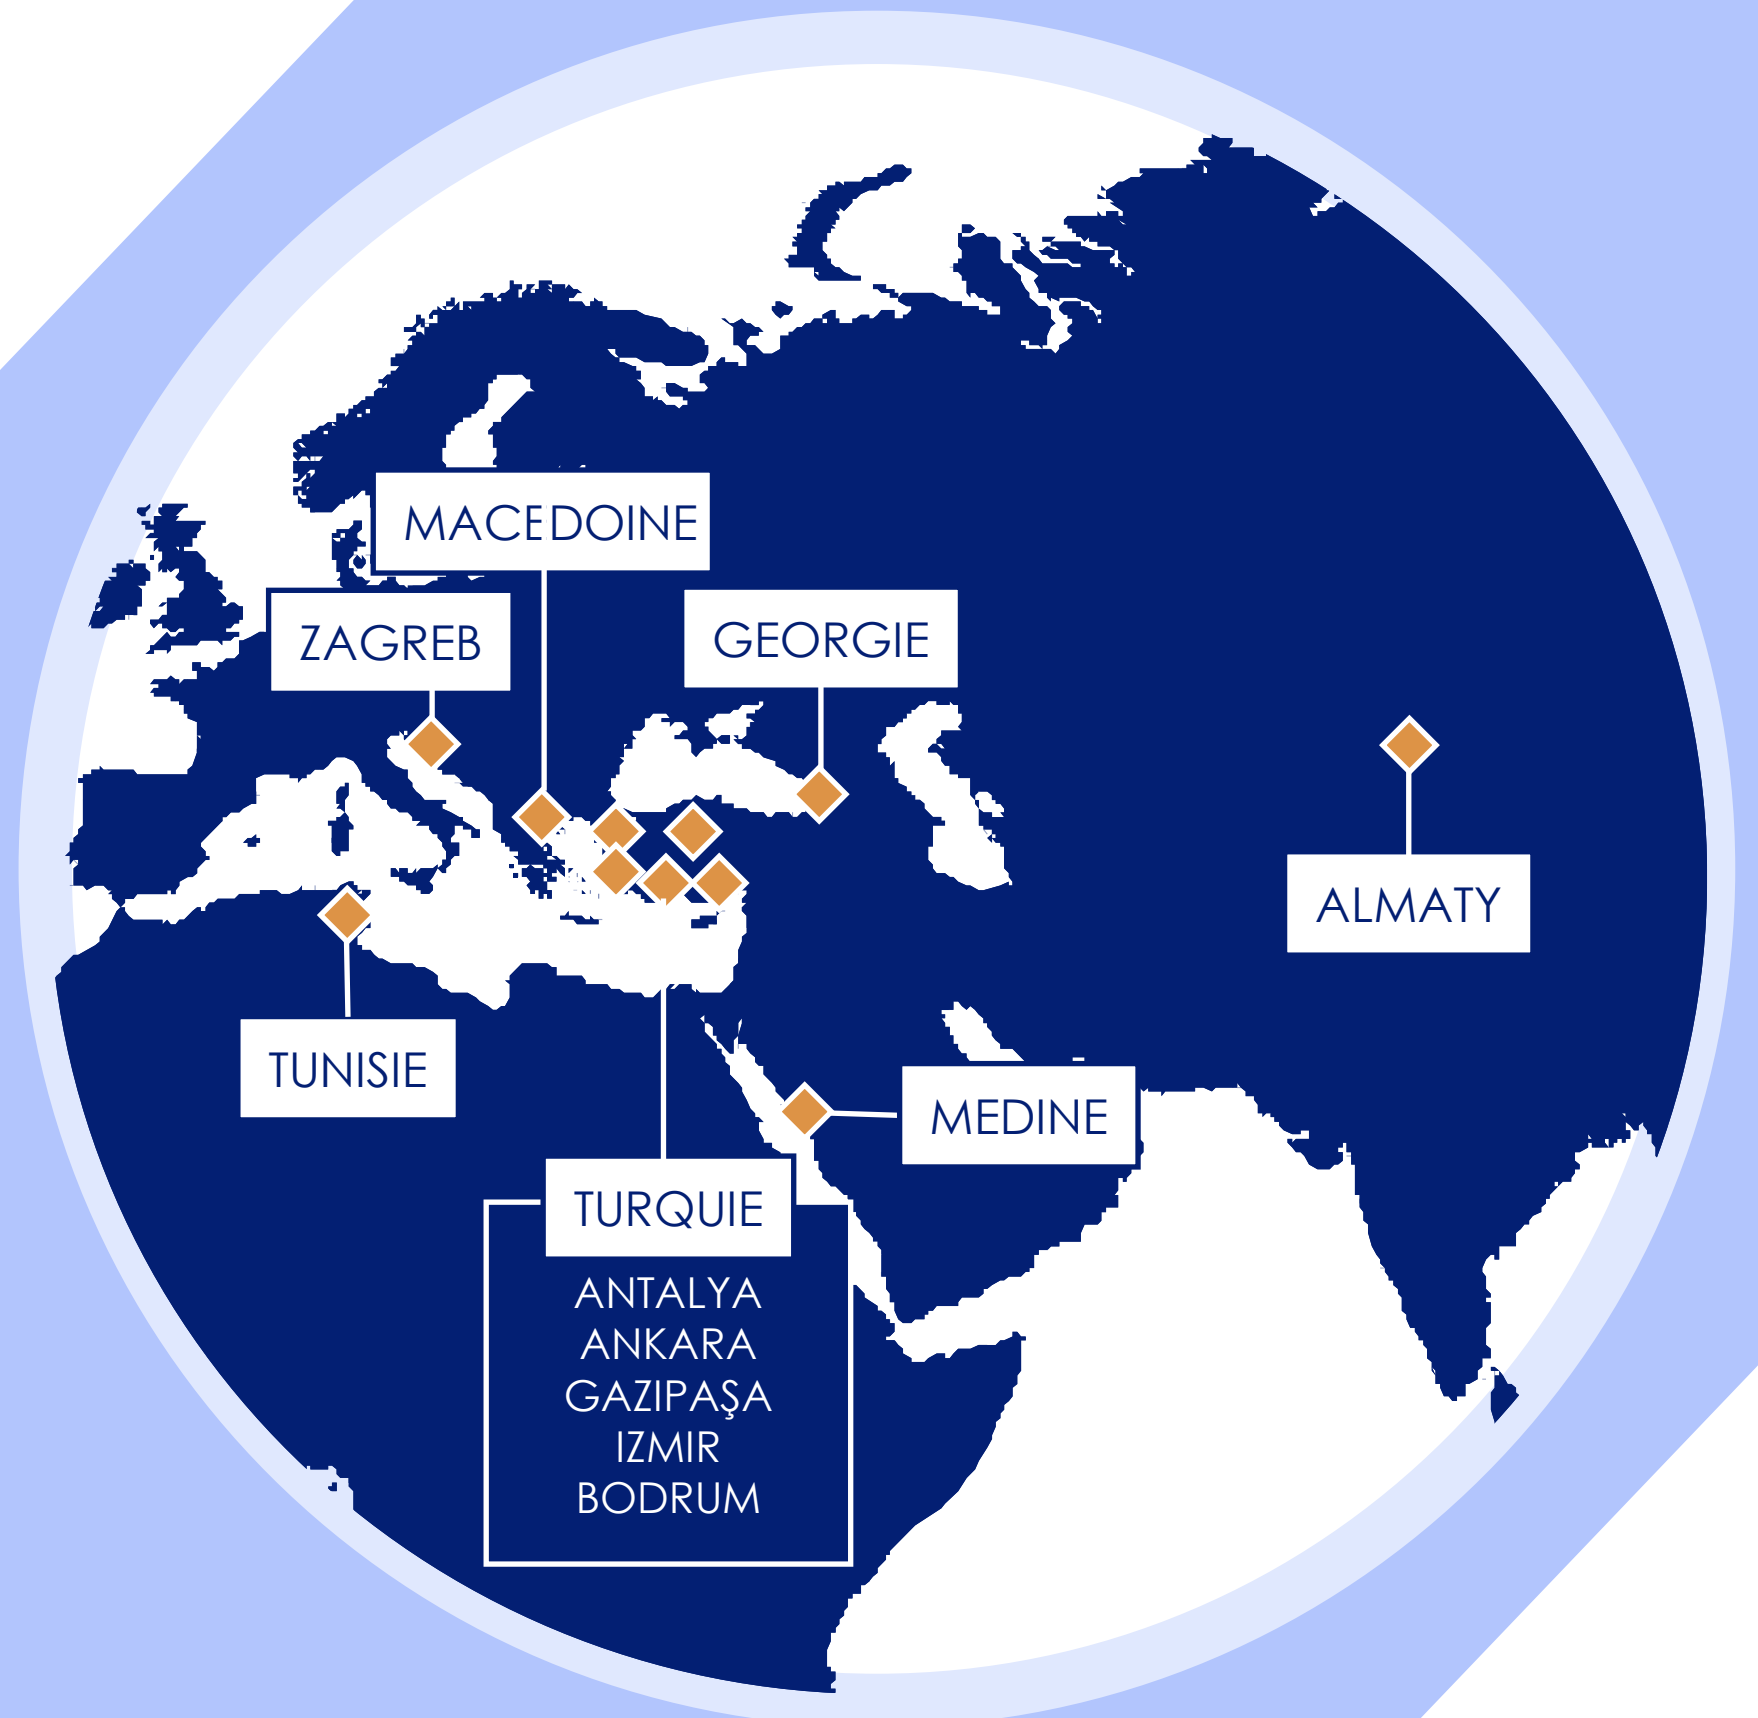 MACEDOINE
ZAGREB
GEORGIE
ALMATY
TUNISIE
MEDINE
TURQUIE
ANTALYA
ANKARA
GAZIPAŞA
IZMIR
BODRUM